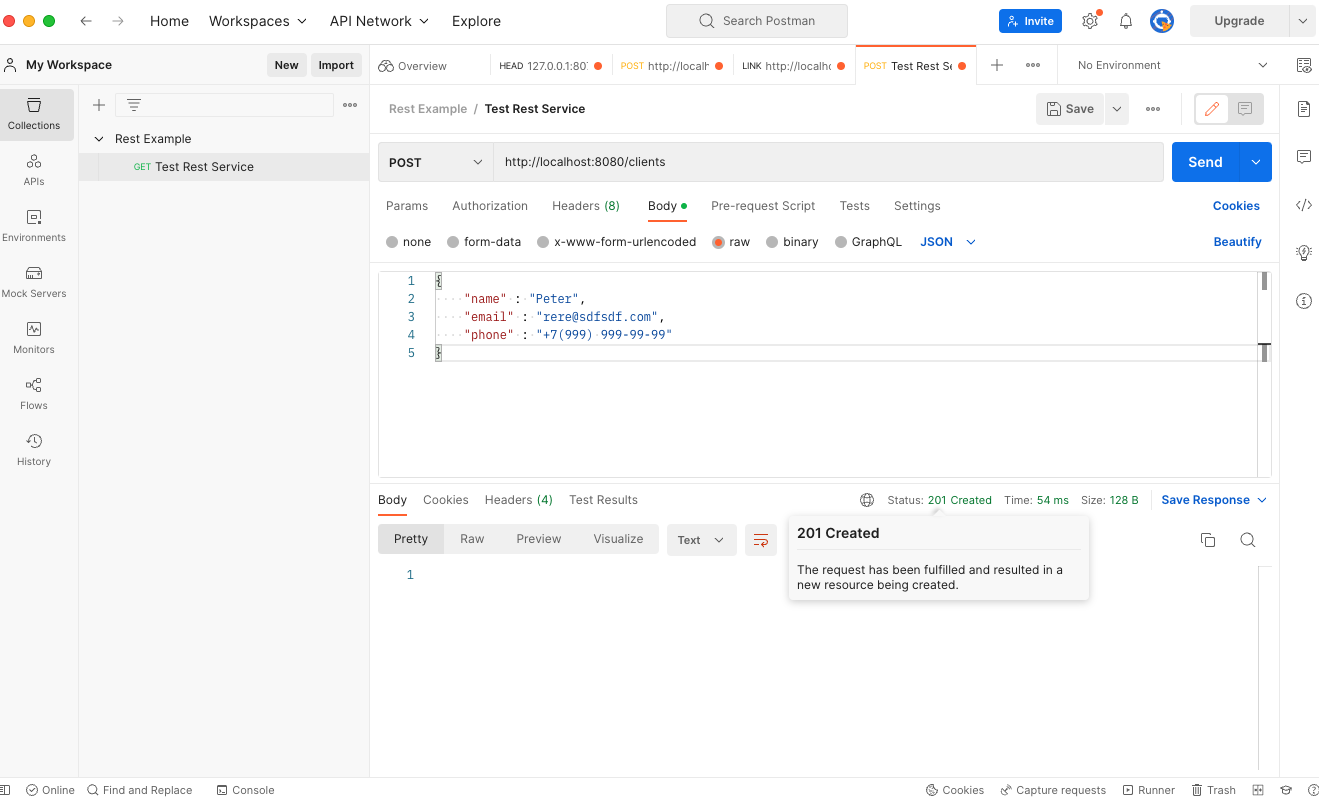 Home Workspaces API Network Explore Search Postman Invite Upgrade
My Workspace New Import Overview HEAD 127.0.0.1:80 POST http://localh LINK http://localho POST Test Rest Se No Environment
Collections
APIs
Environments
Mock Servers
Monitors
Flows
History
Rest Example
GET Test Rest Service
Rest Example / Test Rest Service Save
POST http://localhost:8080/clients Send
Params Authorization Headers (8) Body Pre-request Script Tests Settings Cookies
none form-data x-www-form-urlencoded raw binary GraphQL JSON Beautify
1 {
2 ····"name"·:·"Peter",
3 ····"email"·:·"rere@sdfsdf.com",
4 ····"phone"·:·"+7(999)·999-99-99"
5 }
Body Cookies Headers (4) Test Results Status: 201 Created Time: 54 ms Size: 128 B Save Response
Pretty Raw Preview Visualize Text
1
201 Created
The request has been fulfilled and resulted in a
new resource being created.
Online Find and Replace Console Cookies Capture requests Runner Trash